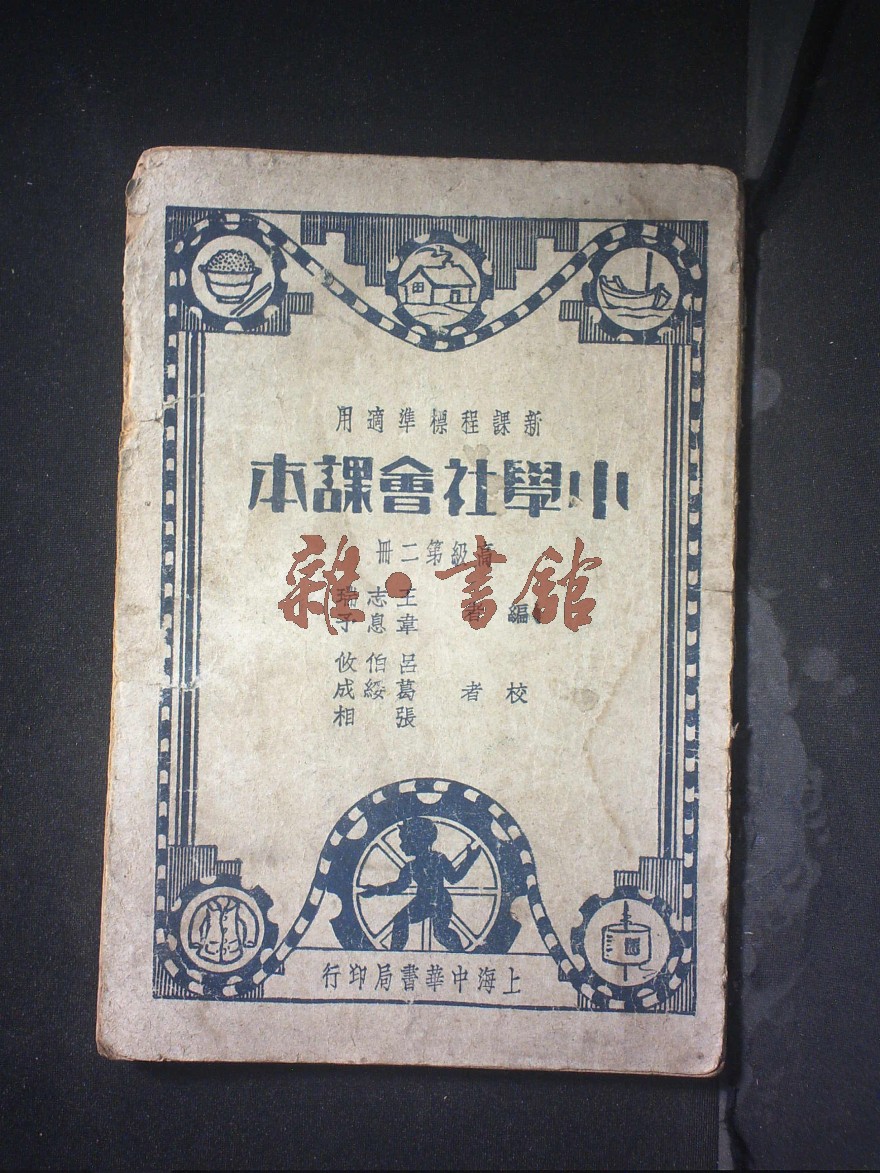 新課程標準適用
小學社會課本
高級第二冊
編者
王志瑞
韋息予
校者
呂伯攸
葛綏成
張相
上海中華書局印行
雜·書舘